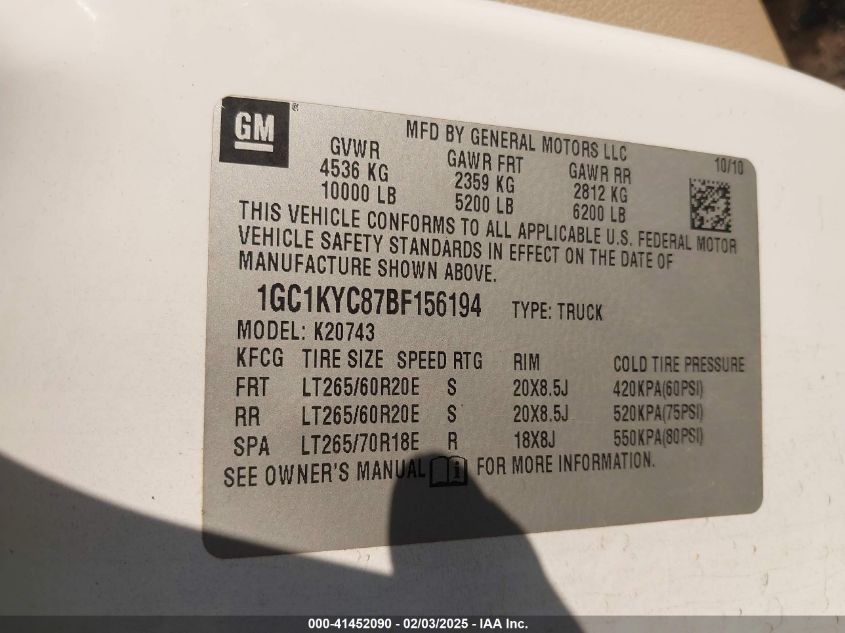 GM®
MFD BY GENERAL MOTORS LLC
GVWR GAWR FRT GAWR RR 10/10
4536 KG 2359 KG 2812 KG
10000 LB 5200 LB 6200 LB
THIS VEHICLE CONFORMS TO ALL APPLICABLE U.S. FEDERAL MOTOR
VEHICLE SAFETY STANDARDS IN EFFECT ON THE DATE OF
MANUFACTURE SHOWN ABOVE.
1GC1KYC87BF156194 TYPE: TRUCK
MODEL: K20743
KFCG TIRE SIZE SPEED RTG RIM COLD TIRE PRESSURE
FRT LT265/60R20E S 20X8.5J 420KPA(60PSI)
RR LT265/60R20E S 20X8.5J 520KPA(75PSI)
SPA LT265/70R18E R 18X8J 550KPA(80PSI)
SEE OWNER'S MANUAL FOR MORE INFORMATION.
000-41452090 - 02/03/2025 - IAA Inc.